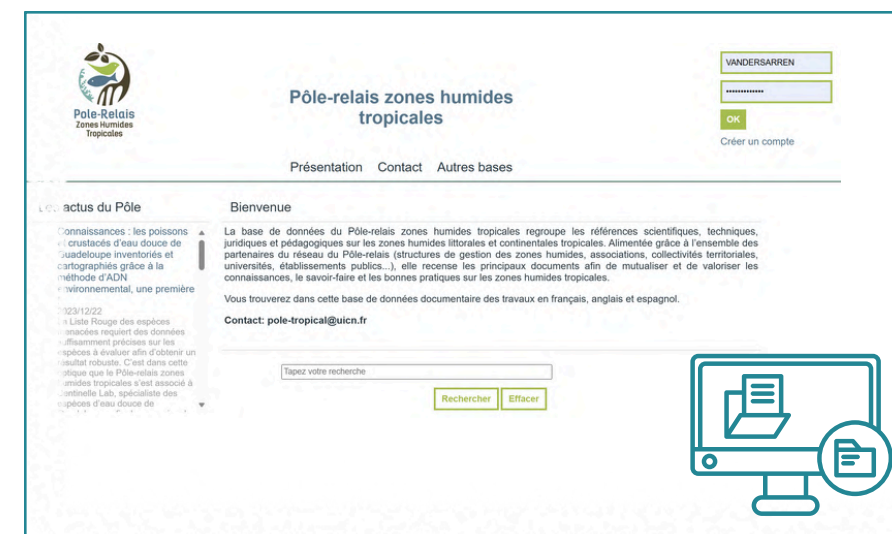 Pole-Relais
Zones Humides
Tropicales
Pôle-relais zones humides
tropicales
VANDERSARREN
•••••••••••••
OK
Créer un compte
Présentation Contact Autres bases
actus du Pôle
Connaissances : les poissons
et crustacés d'eau douce de
Guadeloupe inventoriés et
cartographiés grâce à la
méthode d'ADN
environnemental, une première
2023/12/22
La Liste Rouge des espèces
menacées requiert des données
suffisamment précises sur les
espèces à évaluer afin d'obtenir un
résultat robuste. C'est dans cette
optique que le Pôle-relais zones
humides tropicales s'est associé à
Lab, spécialiste des
espèces d'eau douce de
Bienvenue
La base de données du Pôle-relais zones humides tropicales regroupe les références scientifiques, techniques,
juridiques et pédagogiques sur les zones humides littorales et continentales tropicales. Alimentée grâce à l'ensemble des
partenaires du réseau du Pôle-relais (structures de gestion des zones humides, associations, collectivités territoriales,
universités, établissements publics...), elle recense les principaux documents afin de mutualiser et de valoriser les
connaissances, le savoir-faire et les bonnes pratiques sur les zones humides tropicales.
Vous trouverez dans cette base de données documentaire des travaux en français, anglais et espagnol.
Contact: pole-tropical@uicn.fr
Tapez votre recherche
Rechercher Effacer